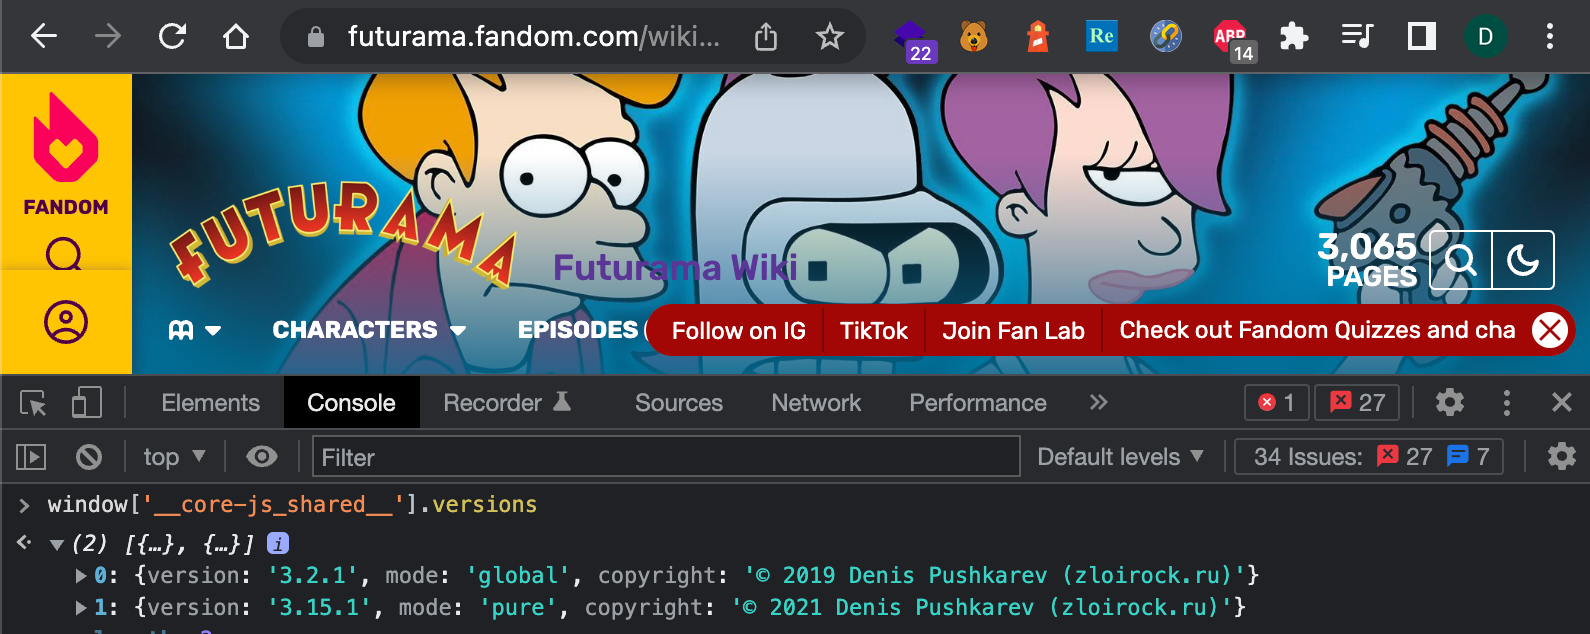 futurama.fandom.com/wiki...
22
Re
ABP
14
D
FANDOM
FUTURAMA
Futurama Wiki
3,065
PAGES
CHARACTERS
EPISODES
Follow on IG
TikTok
Join Fan Lab
Check out Fandom Quizzes and cha
Elements
Console
Recorder
Sources
Network
Performance
1
27
top
Filter
Default levels
34 Issues:
27
7
window['__core-js_shared__'].versions
(2) [{…}, {…}] i
0: {version: '3.2.1', mode: 'global', copyright: '© 2019 Denis Pushkarev (zloirock.ru)'}
1: {version: '3.15.1', mode: 'pure', copyright: '© 2021 Denis Pushkarev (zloirock.ru)'}